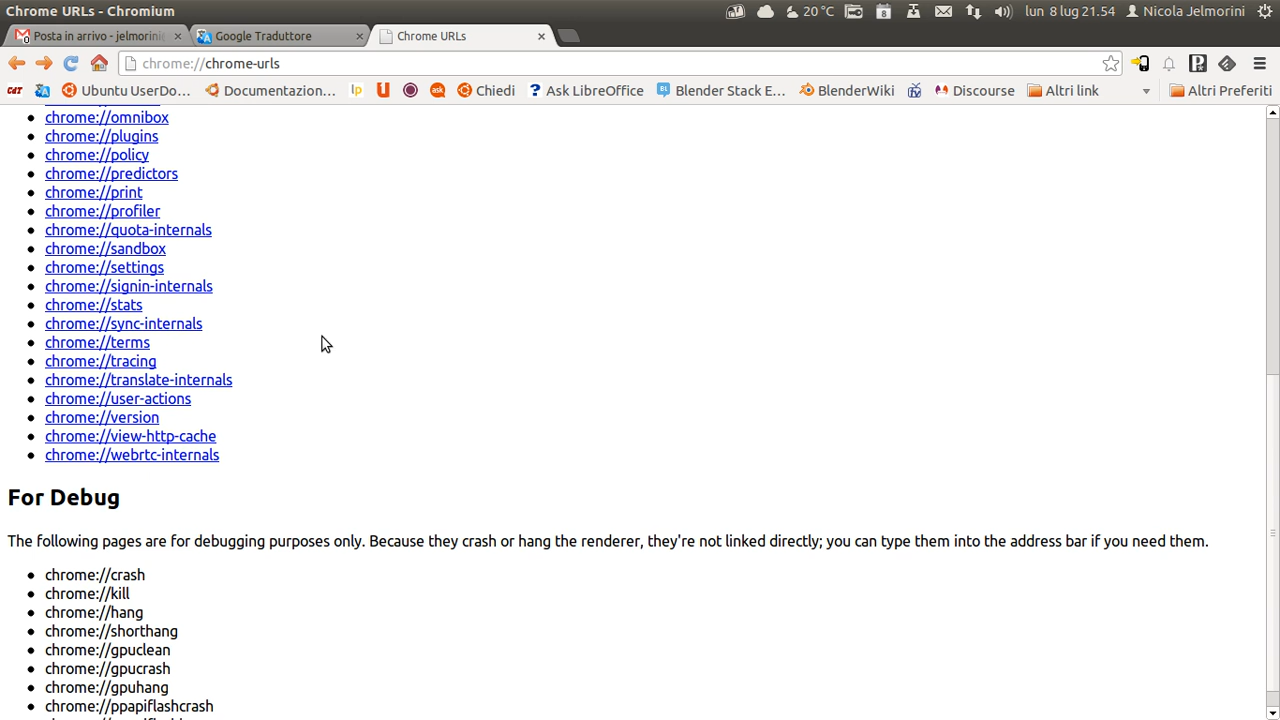 Chrome URLs - Chromium
20 °C
8
lun 8 lug 21.54
Nicola Jelmorini
Posta in arrivo - jelmorini
Google Traduttore
Chrome URLs
chrome://chrome-urls
CdT
Ubuntu UserDo...
Documentazion...
lp
U
ask
Chiedi
? Ask LibreOffice
Blender Stack E...
BlenderWiki
Discourse
Altri link
Altri Preferiti
chrome://omnibox
chrome://plugins
chrome://policy
chrome://predictors
chrome://print
chrome://profiler
chrome://quota-internals
chrome://sandbox
chrome://settings
chrome://signin-internals
chrome://stats
chrome://sync-internals
chrome://terms
chrome://tracing
chrome://translate-internals
chrome://user-actions
chrome://version
chrome://view-http-cache
chrome://webrtc-internals
For Debug
The following pages are for debugging purposes only. Because they crash or hang the renderer, they're not linked directly; you can type them into the address bar if you need them.
chrome://crash
chrome://kill
chrome://hang
chrome://shorthang
chrome://gpuclean
chrome://gpucrash
chrome://gpuhang
chrome://ppapiflashcrash